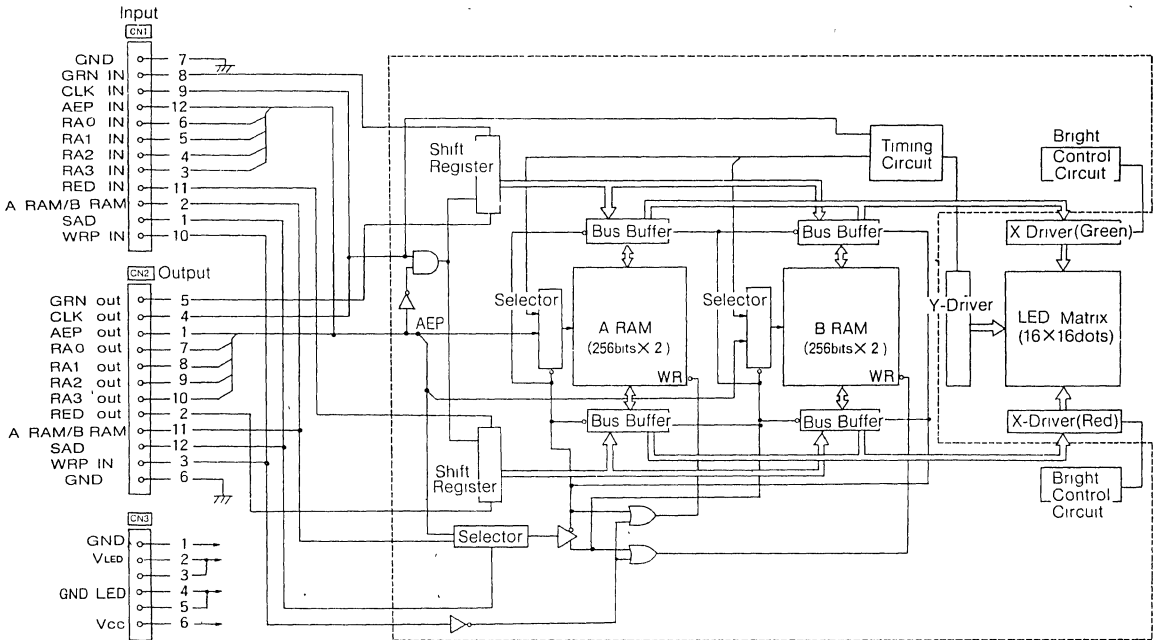 Input
CN1
GND 7
GRN IN 8
CLK IN 9
AEP IN 12
RA0 IN 6
RA1 IN 5
RA2 IN 4
RA3 IN 3
RED IN 11
A RAM/B RAM 2
SAD 1
WRP IN 10
CN2 Output
GRN out 5
CLK out 4
AEP out 1
RA0 out 7
RA1 out 8
RA2 out 9
RA3 out 10
RED out 2
A RAM/B RAM 11
SAD 12
WRP IN 3
GND 6
CN3
GND 1
VLED 2
3
GND LED 4
5
Vcc 6
Shift
Register
Timing
Circuit
Bright
Control
Circuit
Bus Buffer
Bus Buffer
X Driver(Green)
Selector
A RAM
(256bits×2)
WR
Selector
B RAM
(256bits×2)
WR
Y-Driver
LED Matrix
(16×16dots)
AEP
Bus Buffer
Bus Buffer
X-Driver(Red)
Shift
Register
Selector
Bright
Control
Circuit